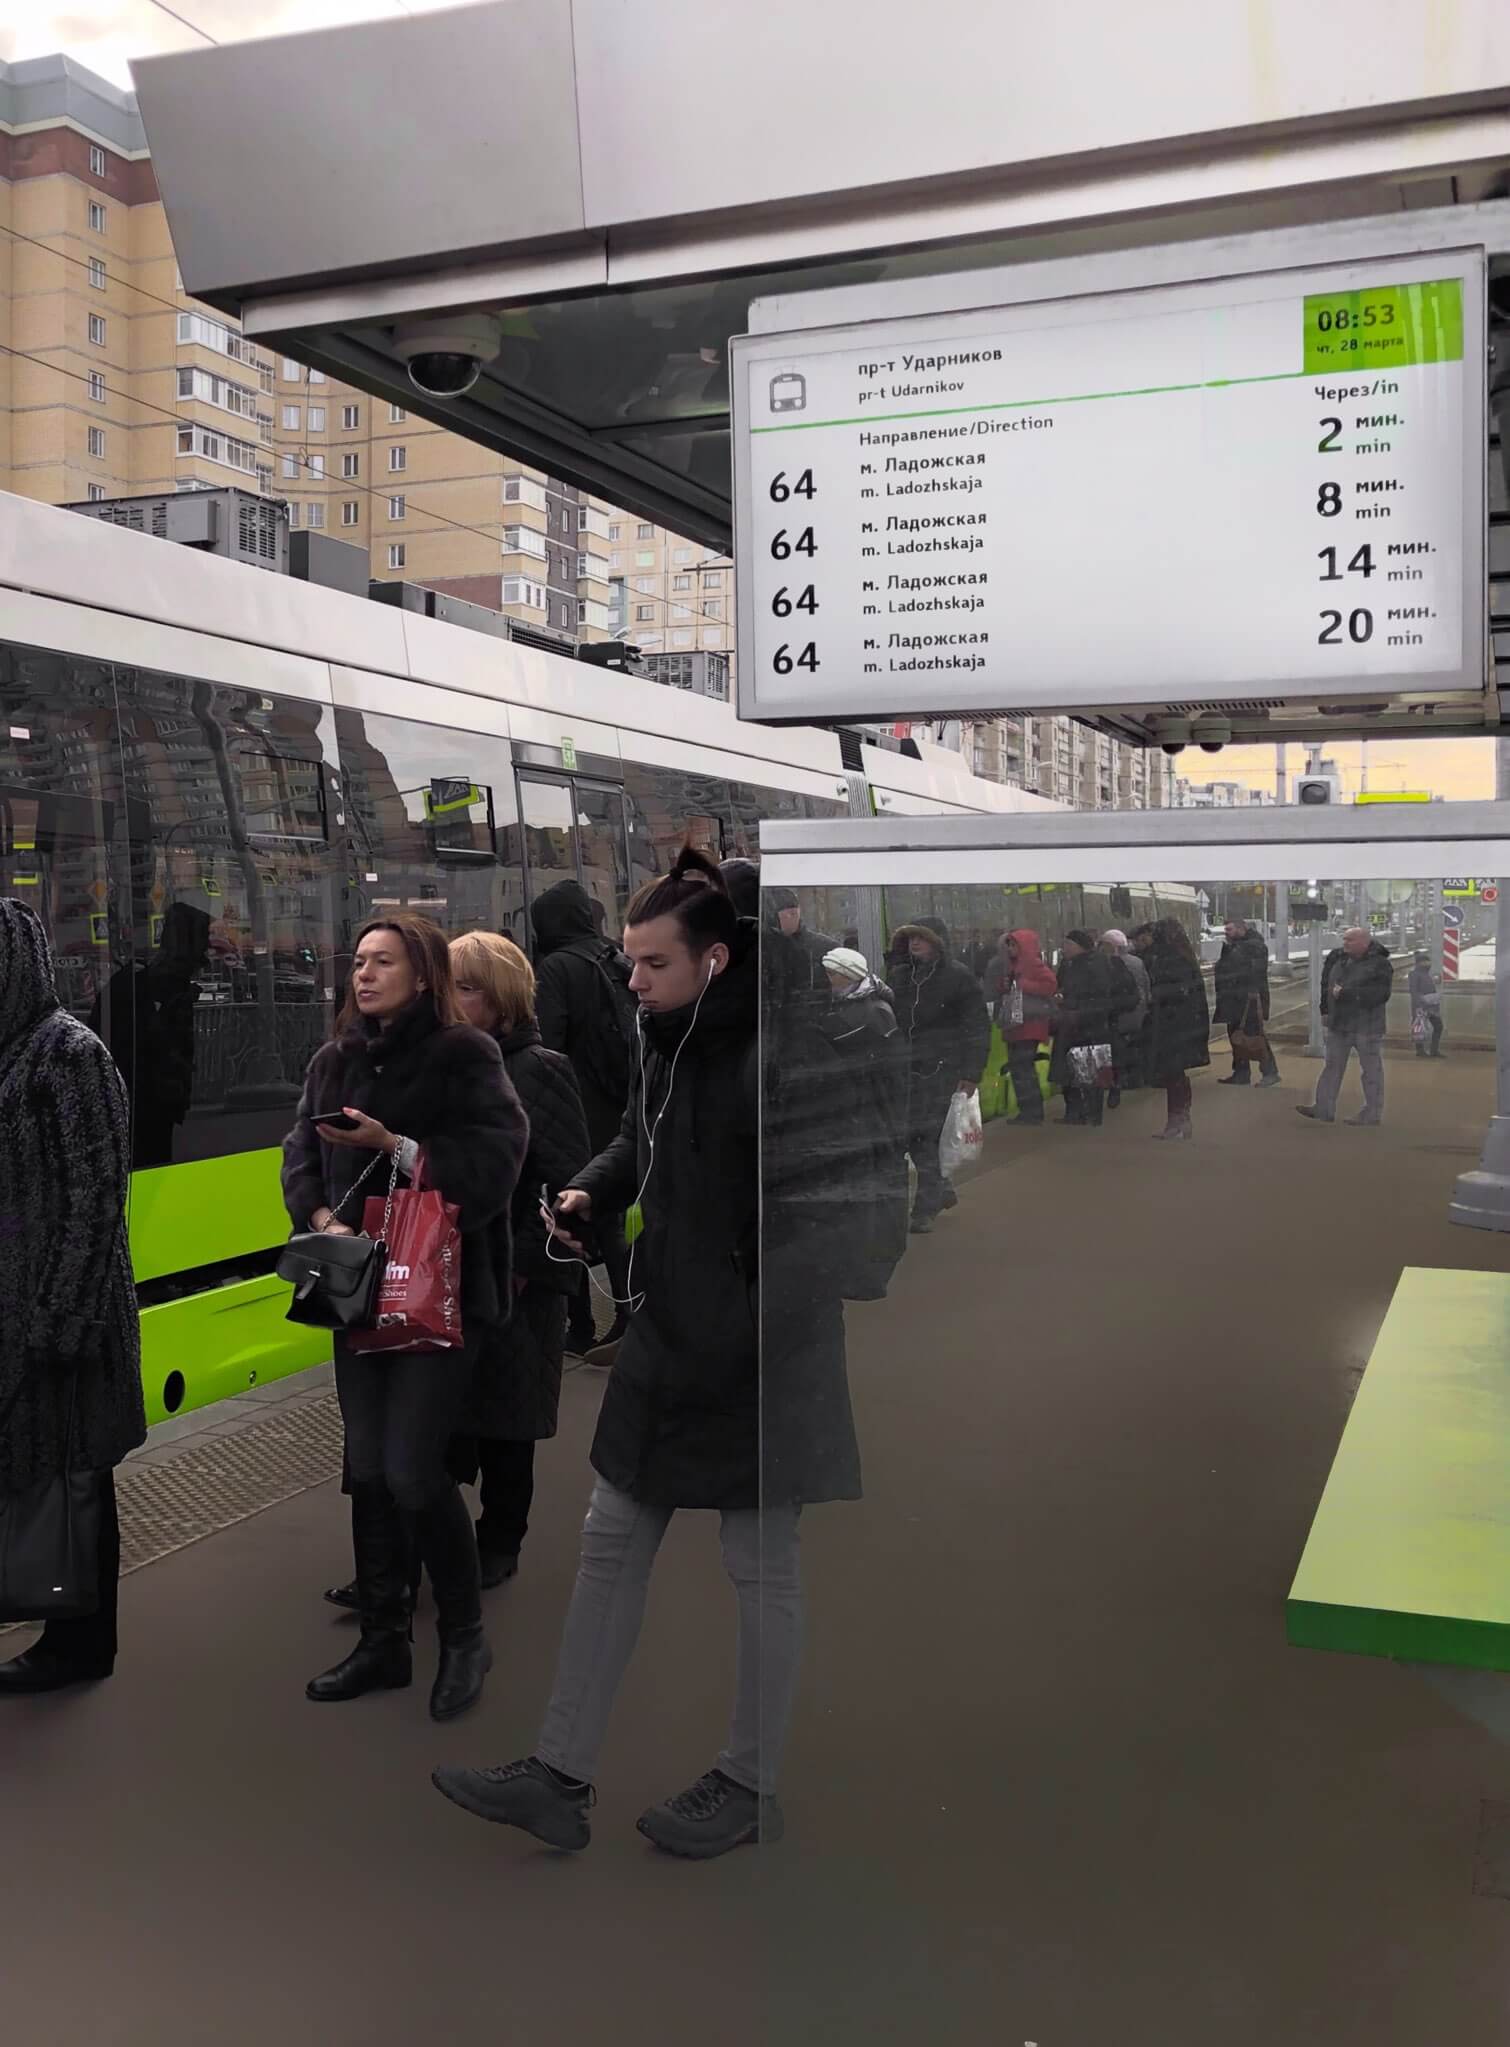 08:53
чт, 28 марта
пр-т Ударников
pr-t Udarnikov
Через/in
Направление/Direction
64 м. Ладожская 2 мин.
m. Ladozhskaja min
64 м. Ладожская 8 мин.
m. Ladozhskaja min
64 м. Ладожская 14 мин.
m. Ladozhskaja min
64 м. Ладожская 20 мин.
m. Ladozhskaja min